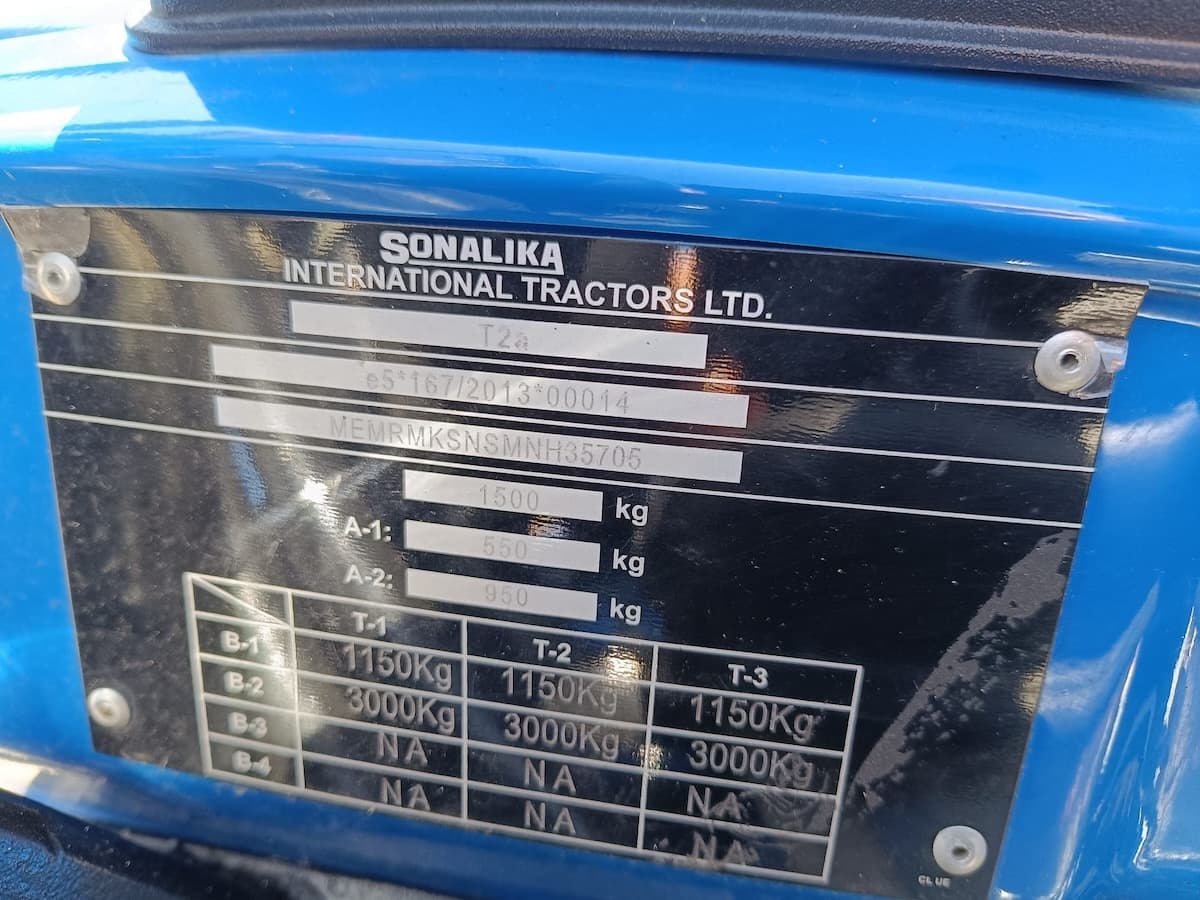 SONALIKA
INTERNATIONAL TRACTORS LTD.
T2a
e5*167/2013*00014
MEMRMKSNSMNH35705
1500 kg
A-1: 550 kg
A-2: 950 kg
T-1 T-2 T-3
B-1 1150Kg 1150Kg 1150Kg
B-2 3000Kg 3000Kg 3000Kg
B-3 NA NA NA
B-4 NA NA NA
CLUE